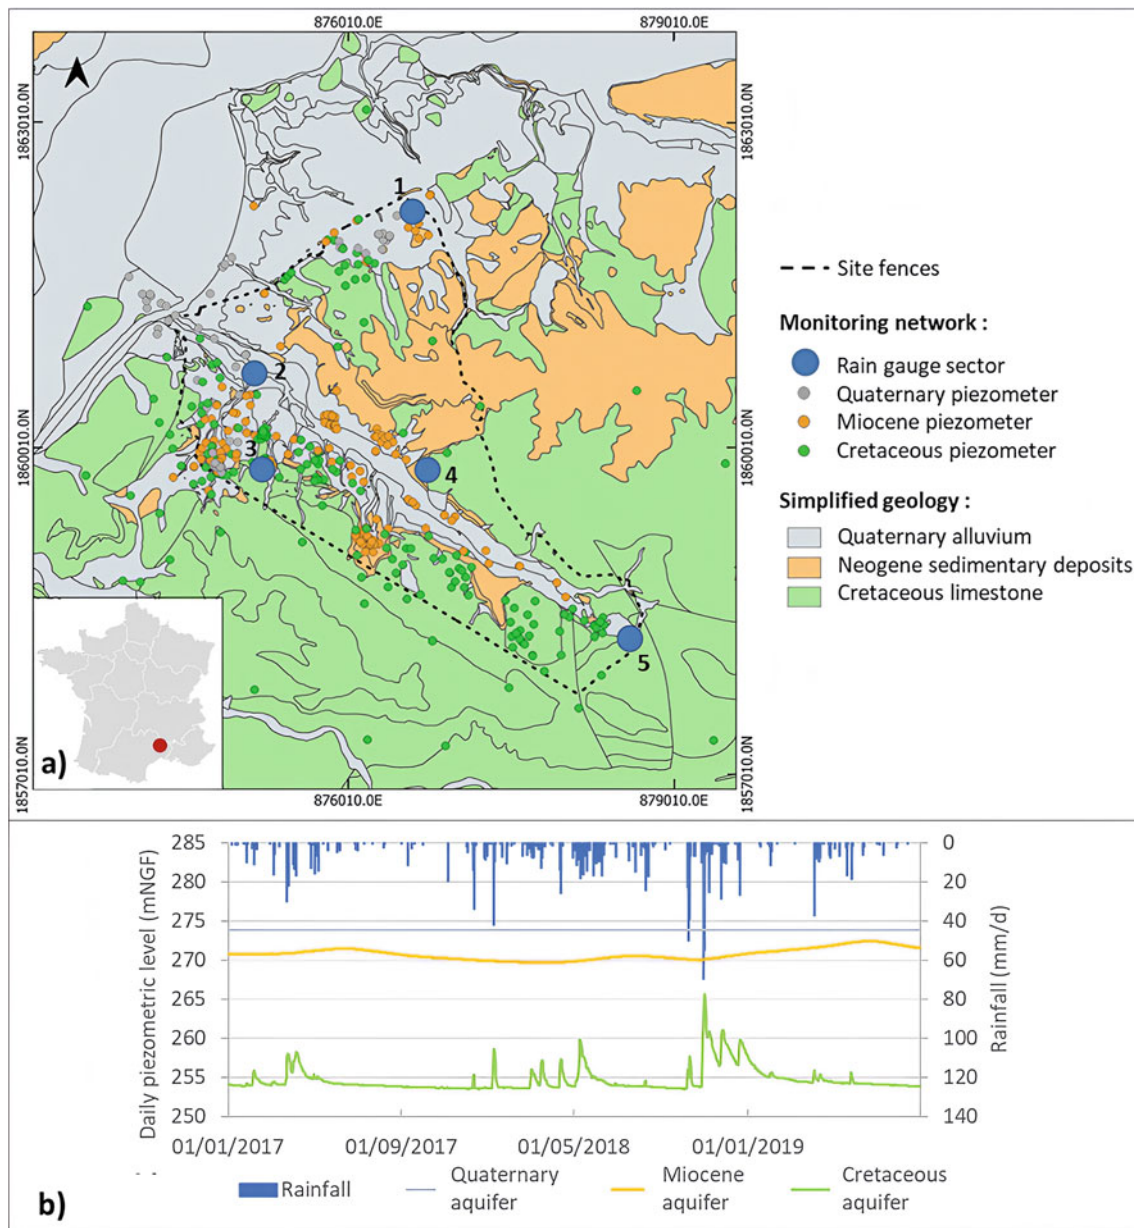 876010.0E
879010.0E
1863010.0N
1863010.0N
1
Site fences
Monitoring network :
Rain gauge sector
Quaternary piezometer
Miocene piezometer
Cretaceous piezometer
2
1860010.0N
1860010.0N
3
4
Simplified geology :
Quaternary alluvium
Neogene sedimentary deposits
Cretaceous limestone
5
1857010.0N
1857010.0N
a)
876010.0E
879010.0E
Daily piezometric level (mNGF)
285
280
275
270
265
260
255
250
0
20
40
60
80
100
120
140
Rainfall (mm/d)
01/01/2017
01/09/2017
01/05/2018
01/01/2019
b)
Rainfall
Quaternary
aquifer
Miocene
aquifer
Cretaceous
aquifer